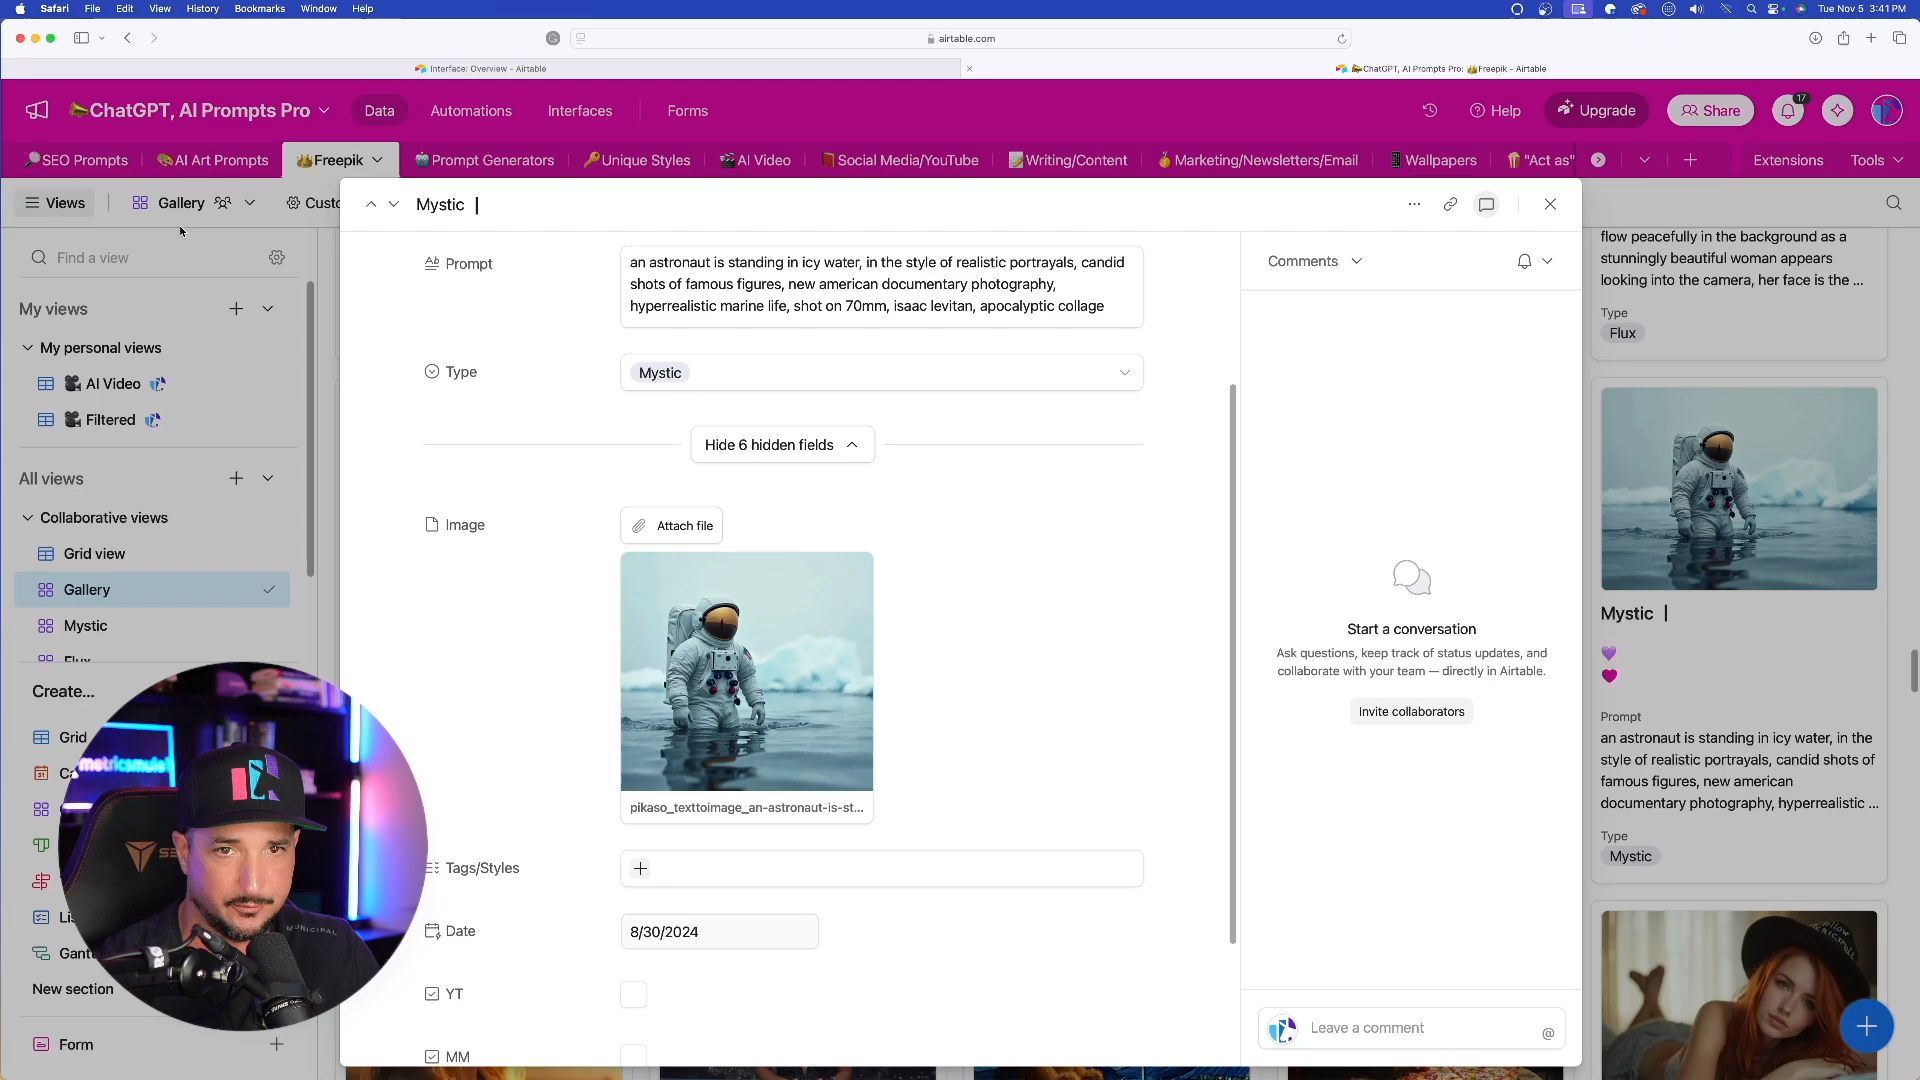 Safari File Edit View History Bookmarks Window Help
Tue Nov 5 3:41 PM
airtable.com
Interface: Overview - Airtable
ChatGPT, AI Prompts Pro: Freepik - Airtable
ChatGPT, AI Prompts Pro
Data Automations Interfaces Forms
Help Upgrade Share 17
SEO Prompts AI Art Prompts Freepik Prompt Generators Unique Styles AI Video Social Media/YouTube Writing/Content Marketing/Newsletters/Email Wallpapers "Act as"
Extensions Tools
Views Gallery
Mystic |
Find a view
My views
My personal views
AI Video
Filtered
All views
Collaborative views
Grid view
Gallery
Mystic
Create...
Grid
New section
Form
metricsmule
MUNICIPAL
Prompt
an astronaut is standing in icy water, in the style of realistic portrayals, candid
shots of famous figures, new american documentary photography,
hyperrealistic marine life, shot on 70mm, isaac levitan, apocalyptic collage
Type
Mystic
Hide 6 hidden fields
Image
Attach file
pikaso_texttoimage_an-astronaut-is-st...
Tags/Styles
Date
8/30/2024
YT
MM
Comments
Start a conversation
Ask questions, keep track of status updates, and
collaborate with your team — directly in Airtable.
Invite collaborators
Leave a comment
@
flow peacefully in the background as a
stunningly beautiful woman appears
looking into the camera, her face is the ...
Type
Flux
Mystic |
Prompt
an astronaut is standing in icy water, in the
style of realistic portrayals, candid shots of
famous figures, new american
documentary photography, hyperrealistic ...
Type
Mystic